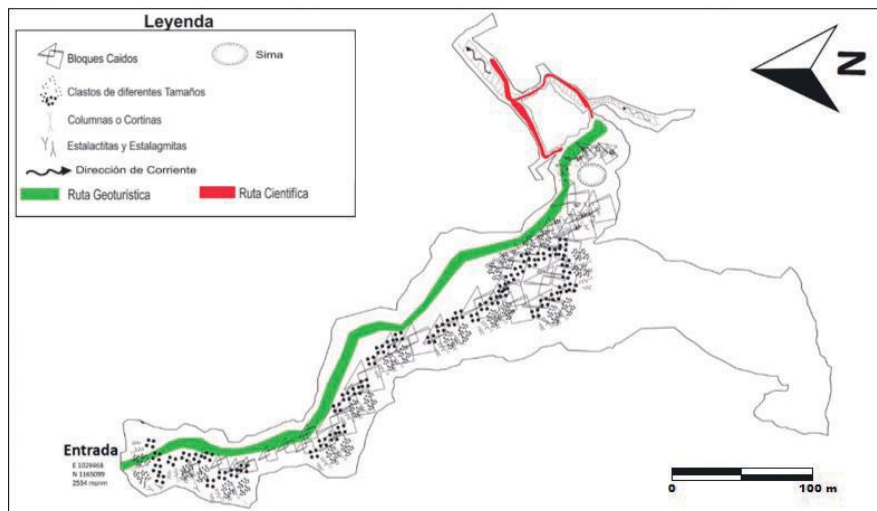 Leyenda
Bloques Caidos
Sima
Clastos de diferentes Tamaños
Columnas o Cortinas
Estalactitas y Estalagmitas
Dirección de Corriente
Ruta Geoturística
Ruta Científica
N
Entrada
E 1028468
N 1165099
2534 msnm
0
100 m